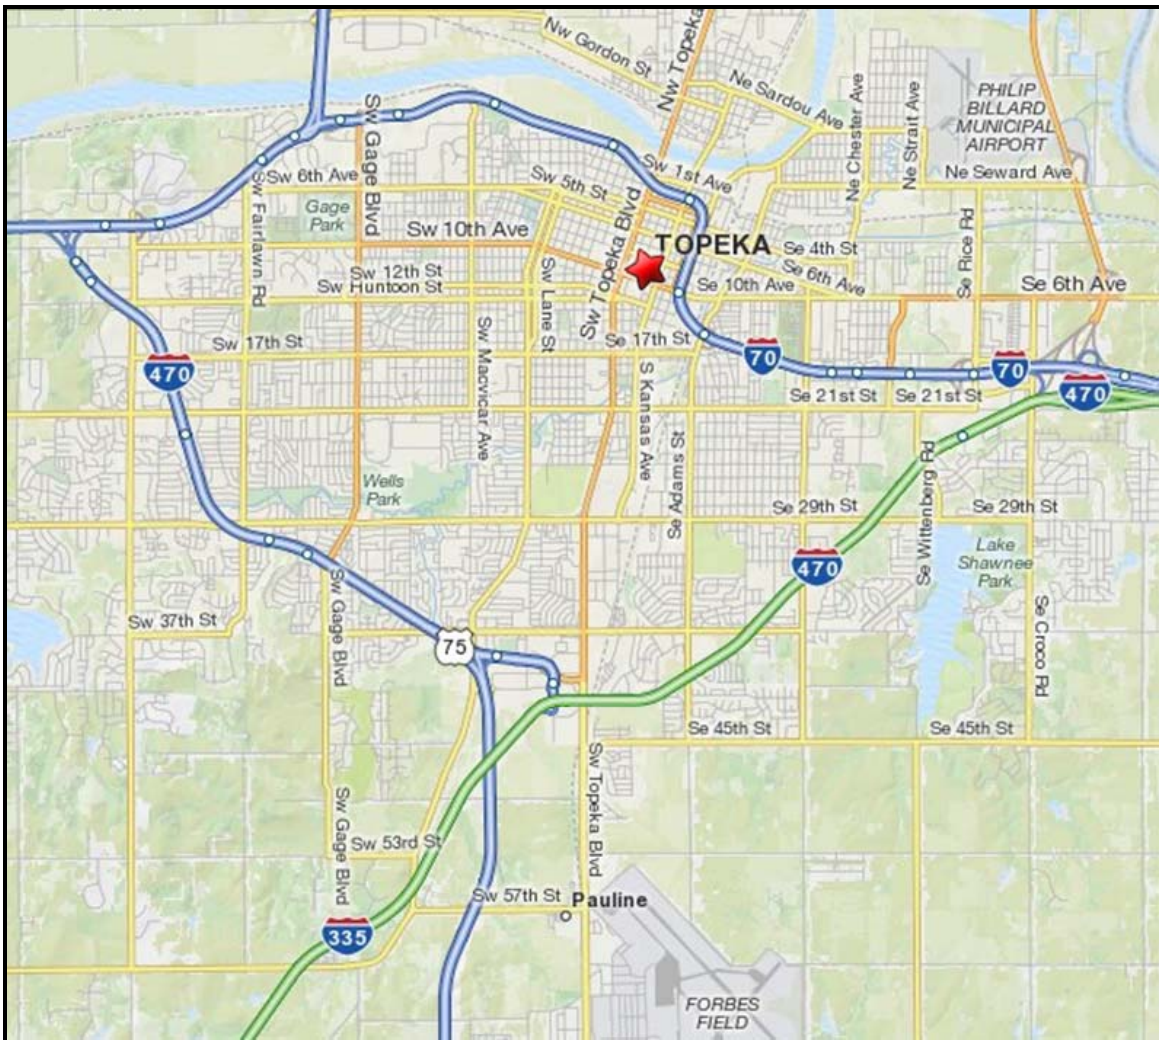 Nw Gordon St
Nw Topeka
Ne Sardou Ave
Ne Chester Ave
Ne Strait Ave
PHILIP
BILLARD
MUNICIPAL
AIRPORT
Sw Gage Blvd
Sw 6th Ave
Sw Fairlawn Rd
Gage
Park
Sw 5th St
Sw 1st Ave
Ne Seward Ave
Sw 10th Ave
Sw Topeka Blvd
TOPEKA
Se 4th St
Se 6th Ave
Se Rice Rd
Sw 12th St
Sw Huntoon St
Sw Lane St
Se 10th Ave
Se 6th Ave
Sw 17th St
Sw Macvicar Ave
Se 17th St
70
70
470
470
S Kansas Ave
Se 21st St
Se 21st St
Wells
Park
Se Adams St
Se Wittenberg Rd
Se 29th St
Se 29th St
470
Lake
Shawnee
Park
Sw 37th St
Sw Gage Blvd
75
Se Croco Rd
Se 45th St
Se 45th St
Sw Topeka Blvd
Sw Gage Blvd
Sw 53rd St
Sw 57th St
Pauline
335
FORBES
FIELD